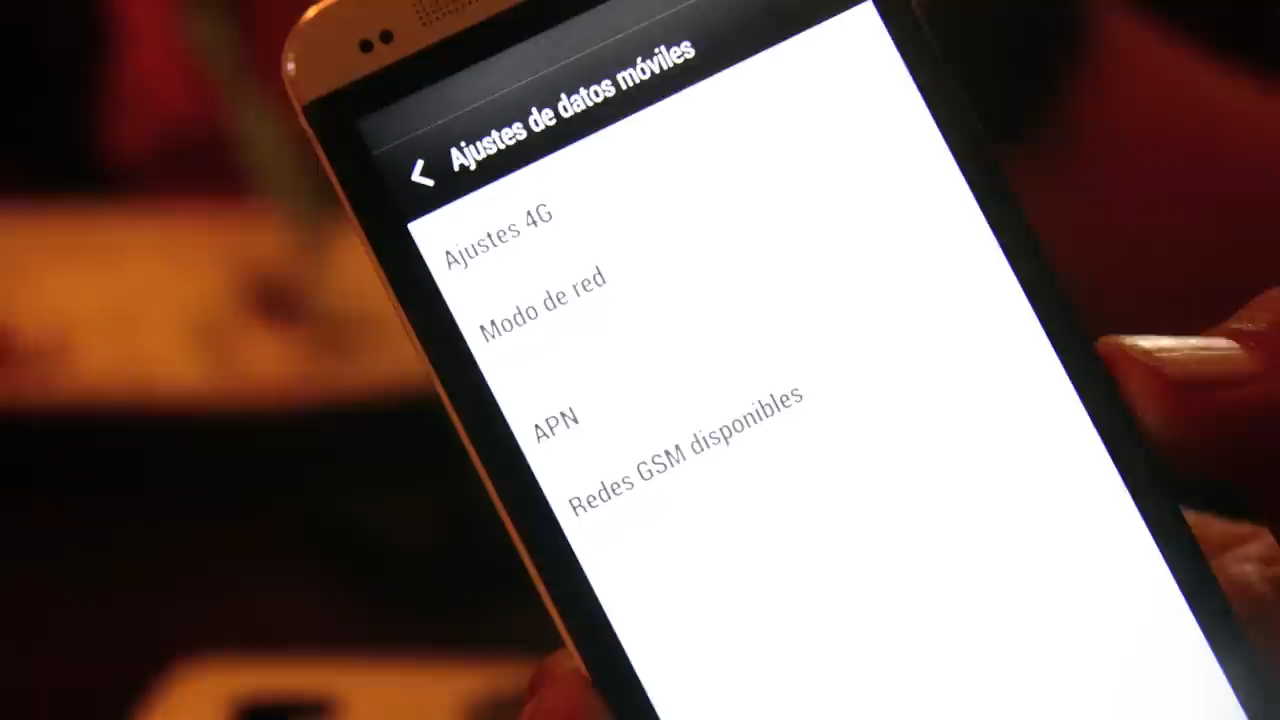 Ajustes de datos móviles
Ajustes 4G
Modo de red
APN
Redes GSM disponibles